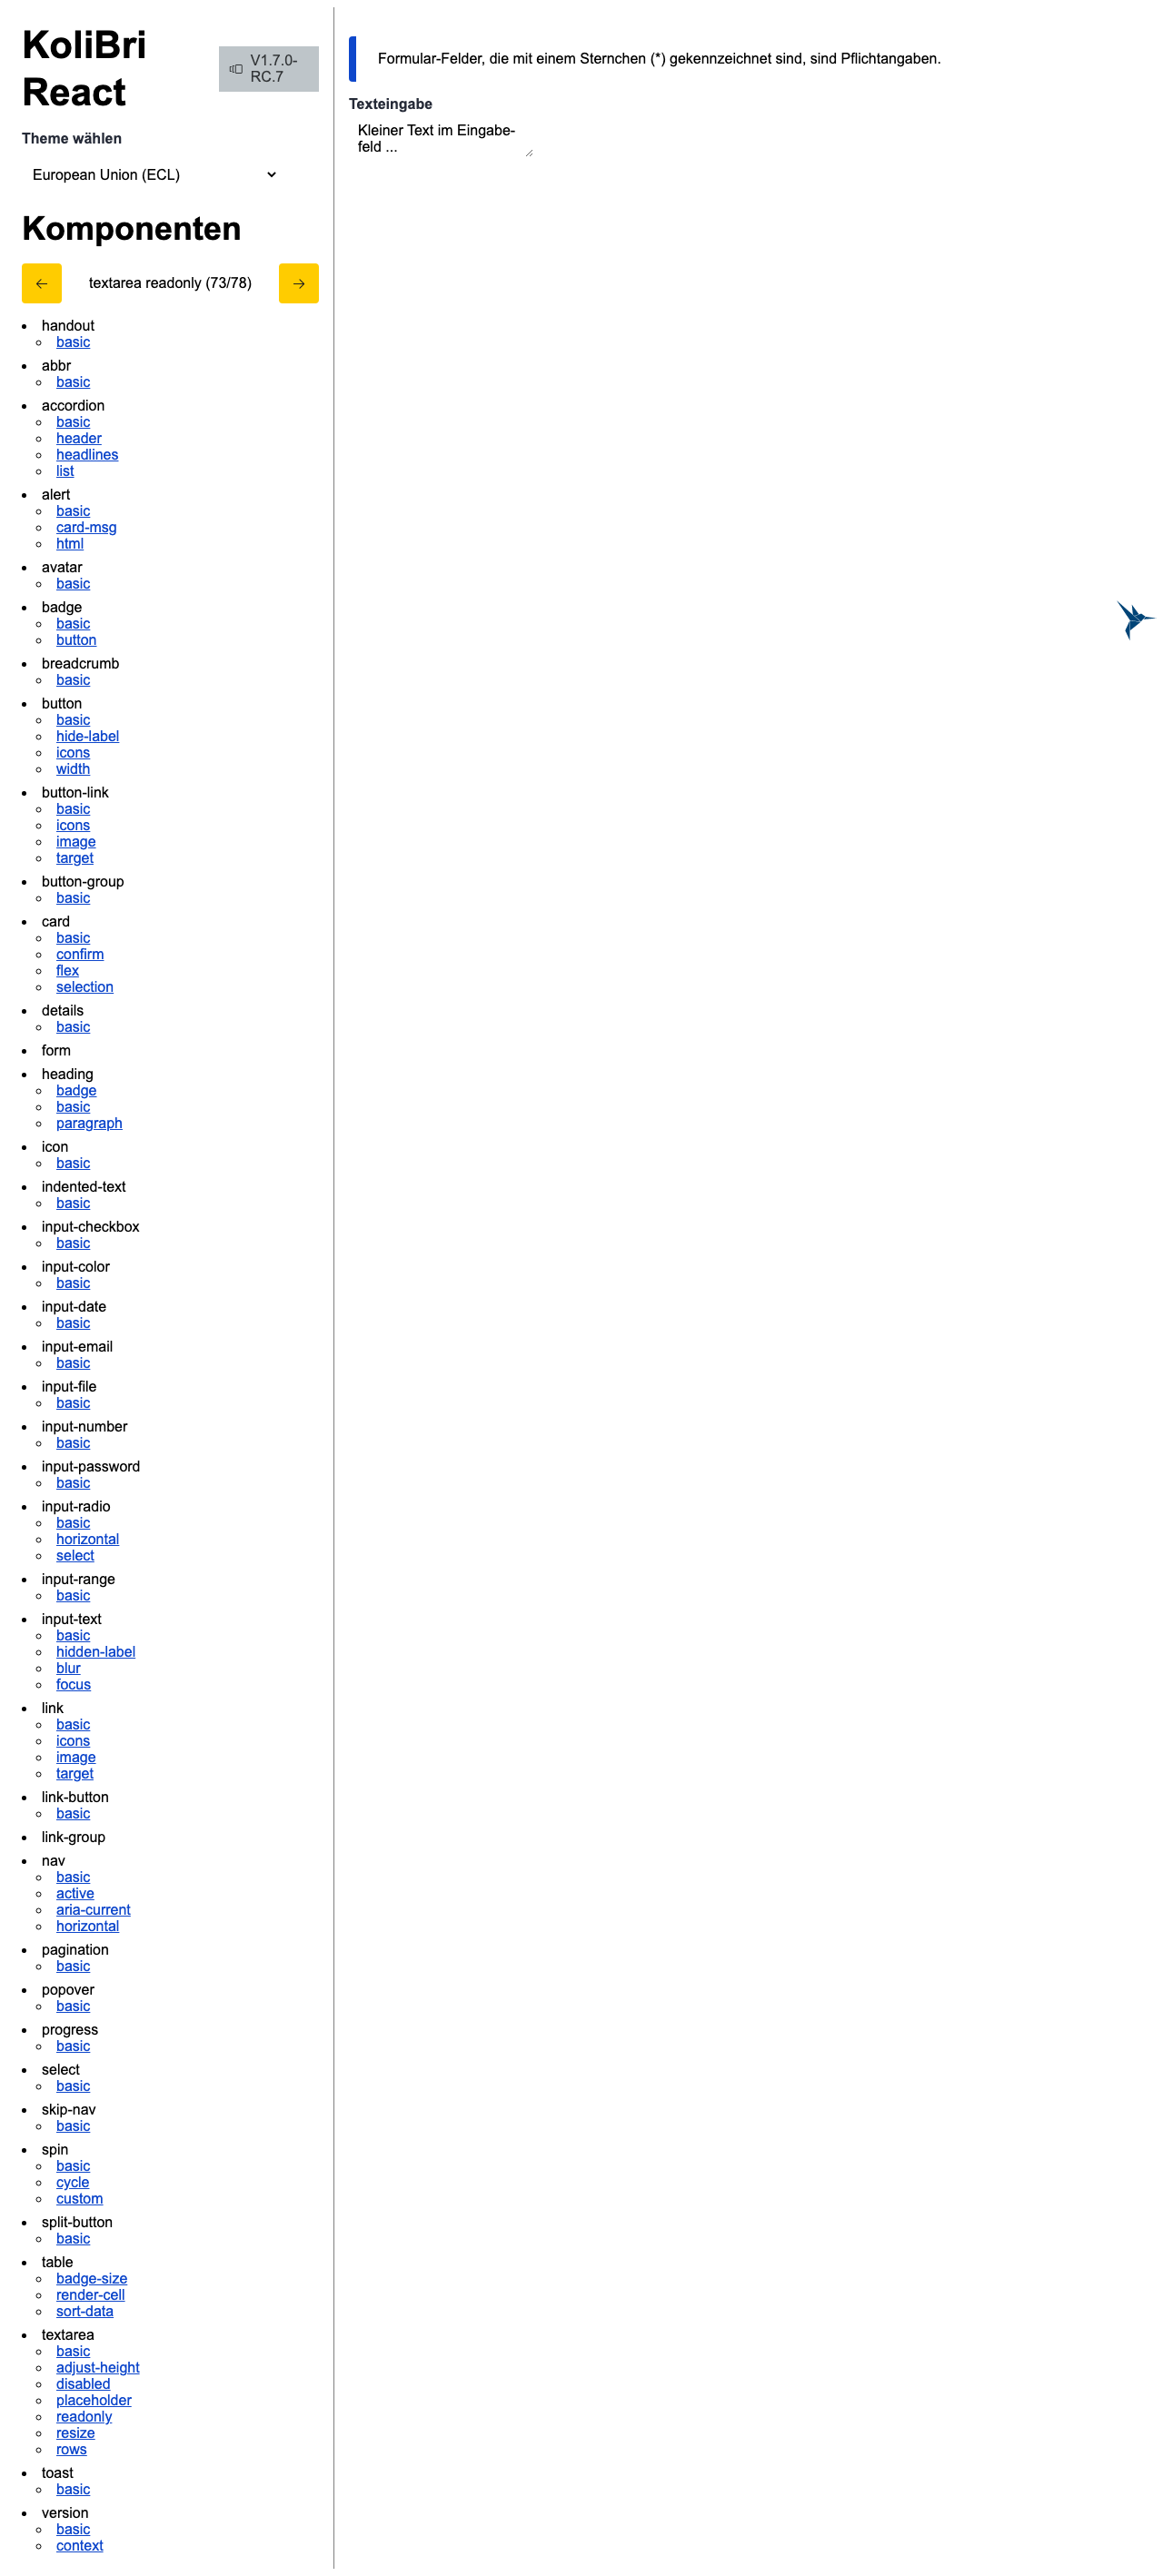 KoliBri
React
V1.7.0-
RC.7
Theme wählen
European Union (ECL)
Komponenten
textarea readonly (73/78)
handout
basic
abbr
basic
accordion
basic
header
headlines
list
alert
basic
card-msg
html
avatar
basic
badge
basic
button
breadcrumb
basic
button
basic
hide-label
icons
width
button-link
basic
icons
image
target
button-group
basic
card
basic
confirm
flex
selection
details
basic
form
heading
badge
basic
paragraph
icon
basic
indented-text
basic
input-checkbox
basic
input-color
basic
input-date
basic
input-email
basic
input-file
basic
input-number
basic
input-password
basic
input-radio
basic
horizontal
select
input-range
basic
input-text
basic
hidden-label
blur
focus
link
basic
icons
image
target
link-button
basic
link-group
nav
basic
active
aria-current
horizontal
pagination
basic
popover
basic
progress
basic
select
basic
skip-nav
basic
spin
basic
cycle
custom
split-button
basic
table
badge-size
render-cell
sort-data
textarea
basic
adjust-height
disabled
placeholder
readonly
resize
rows
toast
basic
version
basic
context
Formular-Felder, die mit einem Sternchen (*) gekennzeichnet sind, sind Pflichtangaben.
Texteingabe
Kleiner Text im Eingabe-
feld ...